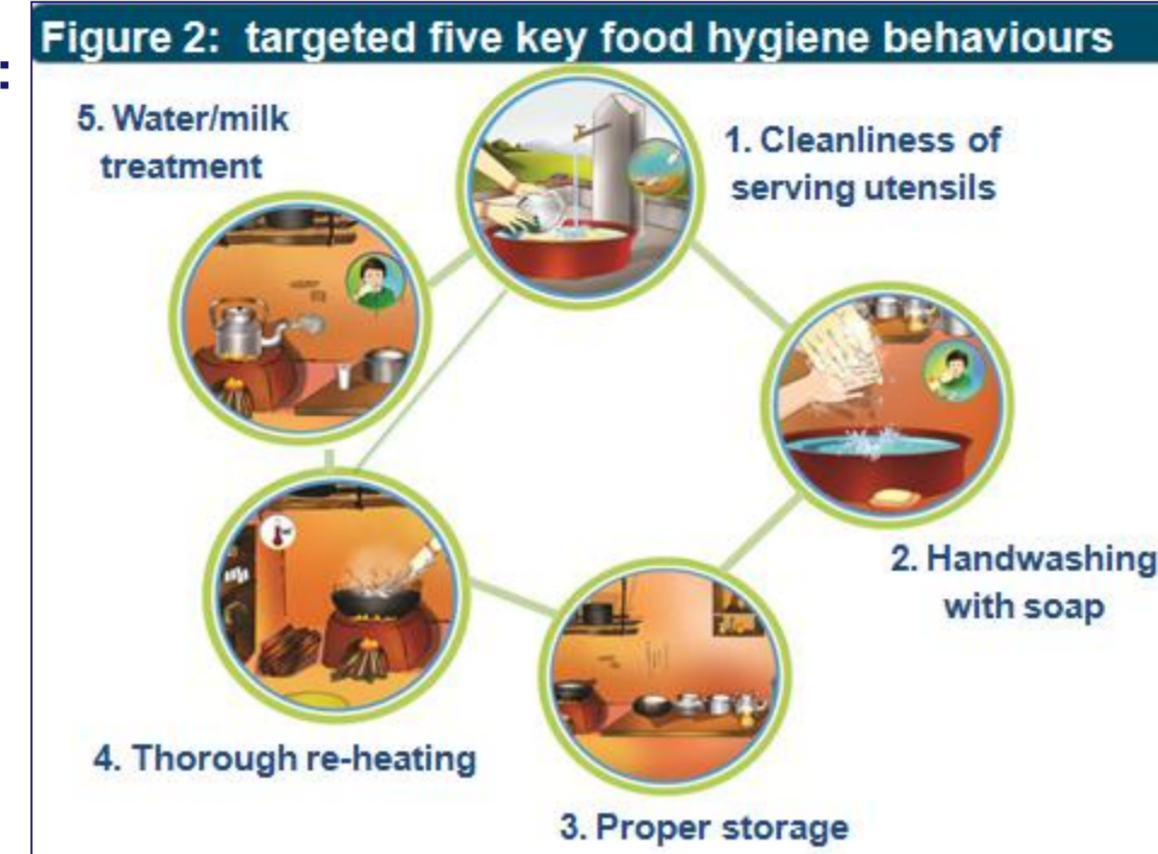 :
Figure 2: targeted five key food hygiene behaviours
5. Water/milk
treatment
1. Cleanliness of
serving utensils
2. Handwashing
with soap
4. Thorough re-heating
3. Proper storage